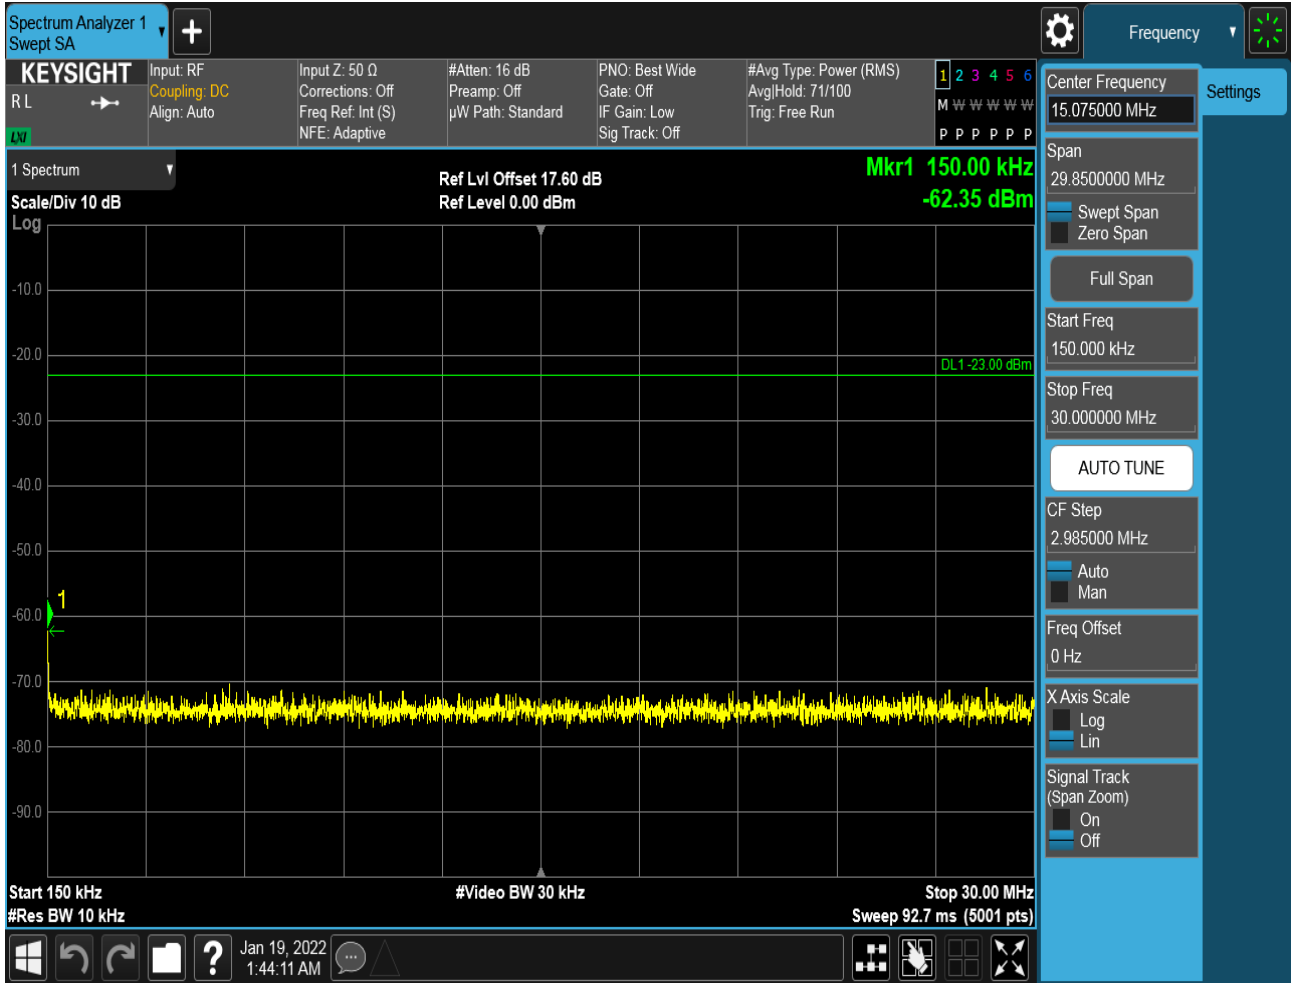 Spectrum Analyzer 1
Swept SA
Frequency
KEYSIGHT
R L
LXI
Input: RF
Coupling: DC
Align: Auto
Input Z: 50 Ω
Corrections: Off
Freq Ref: Int (S)
NFE: Adaptive
#Atten: 16 dB
Preamp: Off
µW Path: Standard
PNO: Best Wide
Gate: Off
IF Gain: Low
Sig Track: Off
#Avg Type: Power (RMS)
Avg|Hold: 71/100
Trig: Free Run
1 2 3 4 5 6
M W W W W W
P P P P P P
1 Spectrum
Scale/Div 10 dB
Log
Ref Lvl Offset 17.60 dB
Ref Level 0.00 dBm
Mkr1 150.00 kHz
-62.35 dBm
-10.0
-20.0
DL1 -23.00 dBm
-30.0
-40.0
-50.0
1
-60.0
-70.0
-80.0
-90.0
Start 150 kHz
#Res BW 10 kHz
#Video BW 30 kHz
Stop 30.00 MHz
Sweep 92.7 ms (5001 pts)
Center Frequency
15.075000 MHz
Span
29.8500000 MHz
Swept Span
Zero Span
Full Span
Start Freq
150.000 kHz
Stop Freq
30.000000 MHz
AUTO TUNE
CF Step
2.985000 MHz
Auto
Man
Freq Offset
0 Hz
X Axis Scale
Log
Lin
Signal Track
(Span Zoom)
On
Off
Settings
?
Jan 19, 2022
1:44:11 AM